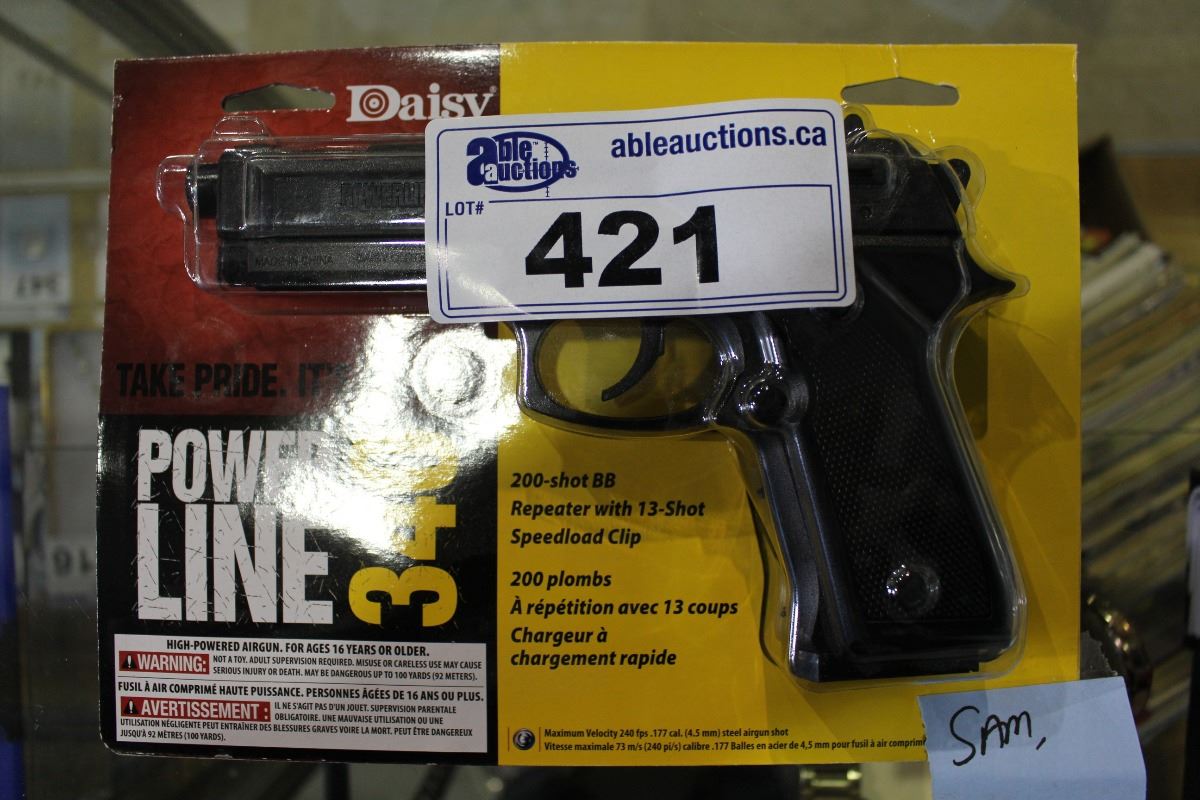 Daisy
able auctions
ableauctions.ca
LOT#
421
MADE IN CHINA
TAKE PRIDE.
POWER
LINE
340
200-shot BB
Repeater with 13-Shot
Speedload Clip
200 plombs
À répétition avec 13 coups
Chargeur à
chargement rapide
HIGH-POWERED AIRGUN. FOR AGES 16 YEARS OR OLDER.
WARNING: NOT A TOY. ADULT SUPERVISION REQUIRED. MISUSE OR CARELESS USE MAY CAUSE
SERIOUS INJURY OR DEATH. MAY BE DANGEROUS UP TO 100 YARDS (92 METERS).
FUSIL À AIR COMPRIMÉ HAUTE PUISSANCE. PERSONNES ÂGÉES DE 16 ANS OU PLUS.
AVERTISSEMENT : IL NE S'AGIT PAS D'UN JOUET. SUPERVISION PARENTALE
OBLIGATOIRE. UNE MAUVAISE UTILISATION OU UNE
UTILISATION NÉGLIGENTE PEUT ENTRAÎNER DES BLESSURES GRAVES VOIRE LA MORT. PEUT ÊTRE DANGEREUX
JUSQU'À 92 MÈTRES (100 YARDS).
Maximum Velocity 240 fps .177 cal. (4.5 mm) steel airgun shot
Vitesse maximale 73 m/s (240 pi/s) calibre .177 Balles en acier de 4,5 mm pour fusil à air comprim
SAM,